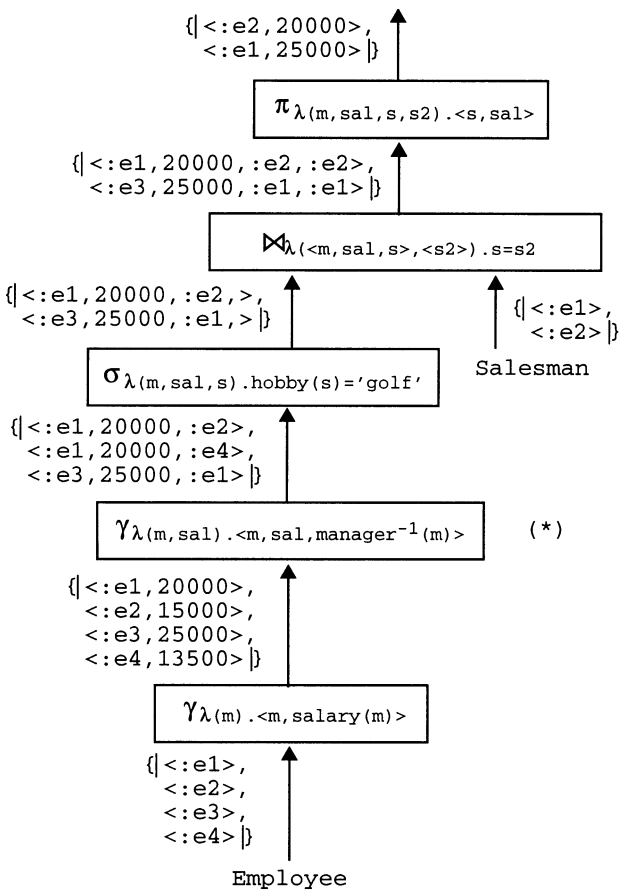 {|<:e2,20000>,
<:e1,25000>|}
π λ(m,sal,s,s2).<s,sal>
{|<:e1,20000,:e2,:e2>,
<:e3,25000,:e1,:e1>|}
⋈λ(<m,sal,s>,<s2>).s=s2
{|<:e1,20000,:e2,>,
<:e3,25000,:e1,>|}
{|<:e1>,
<:e2>|}
Salesman
σλ(m,sal,s).hobby(s)='golf'
{|<:e1,20000,:e2>,
<:e1,20000,:e4>,
<:e3,25000,:e1>|}
γλ(m,sal).<m,sal,manager⁻¹(m)> (*)
{|<:e1,20000>,
<:e2,15000>,
<:e3,25000>,
<:e4,13500>|}
γλ(m).<m,salary(m)>
{|<:e1>,
<:e2>,
<:e3>,
<:e4>|}
Employee